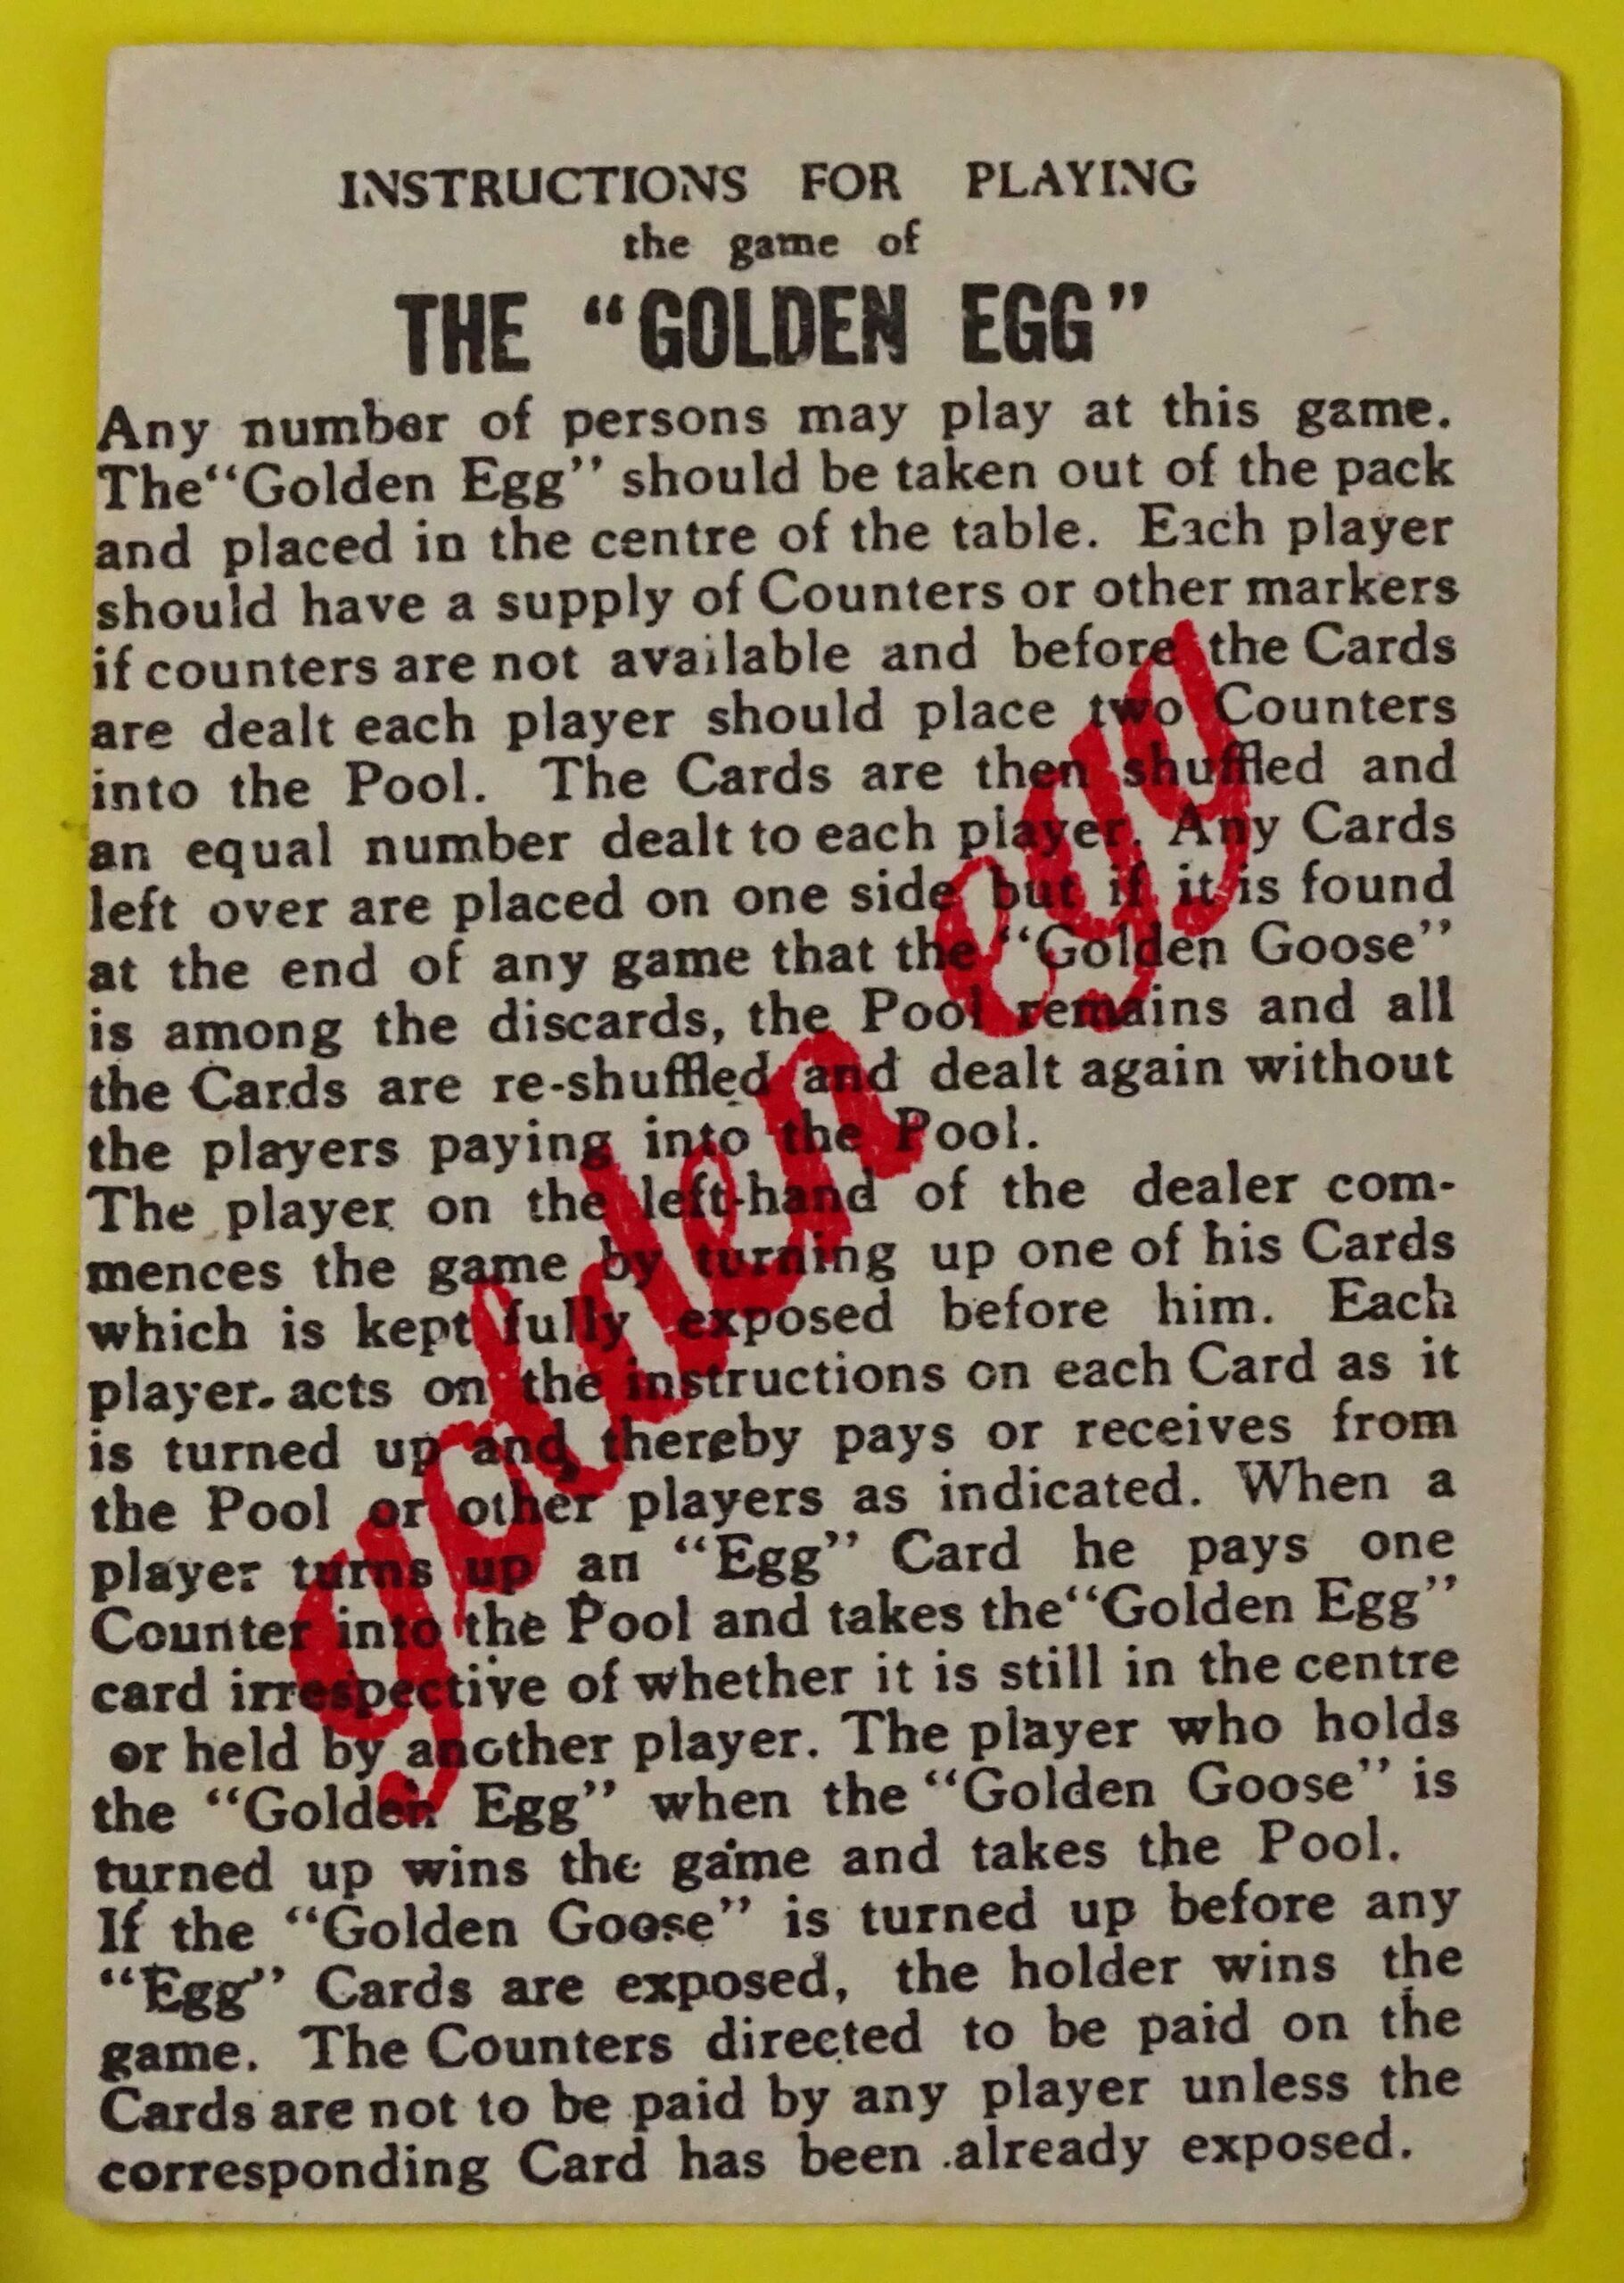 INSTRUCTIONS FOR PLAYING
the game of
THE "GOLDEN EGG"
Any number of persons may play at this game.
The "Golden Egg" should be taken out of the pack
and placed in the centre of the table. Each player
should have a supply of Counters or other markers
if counters are not available and before the Cards
are dealt each player should place two Counters
into the Pool. The Cards are then shuffled and
an equal number dealt to each player. Any Cards
left over are placed on one side but if it is found
at the end of any game that the "Golden Goose"
is among the discards, the Pool remains and all
the Cards are re-shuffled and dealt again without
the players paying into the Pool.
The player on the left-hand of the dealer com-
mences the game by turning up one of his Cards
which is kept fully exposed before him. Each
player acts on the instructions on each Card as it
is turned up and thereby pays or receives from
the Pool or other players as indicated. When a
player turns up an "Egg" Card he pays one
Counter into the Pool and takes the "Golden Egg"
card irrespective of whether it is still in the centre
or held by another player. The player who holds
the "Golden Egg" when the "Golden Goose" is
turned up wins the game and takes the Pool.
If the "Golden Goose" is turned up before any
"Egg" Cards are exposed, the holder wins the
game. The Counters directed to be paid on the
Cards are not to be paid by any player unless the
corresponding Card has been already exposed.
golden egg